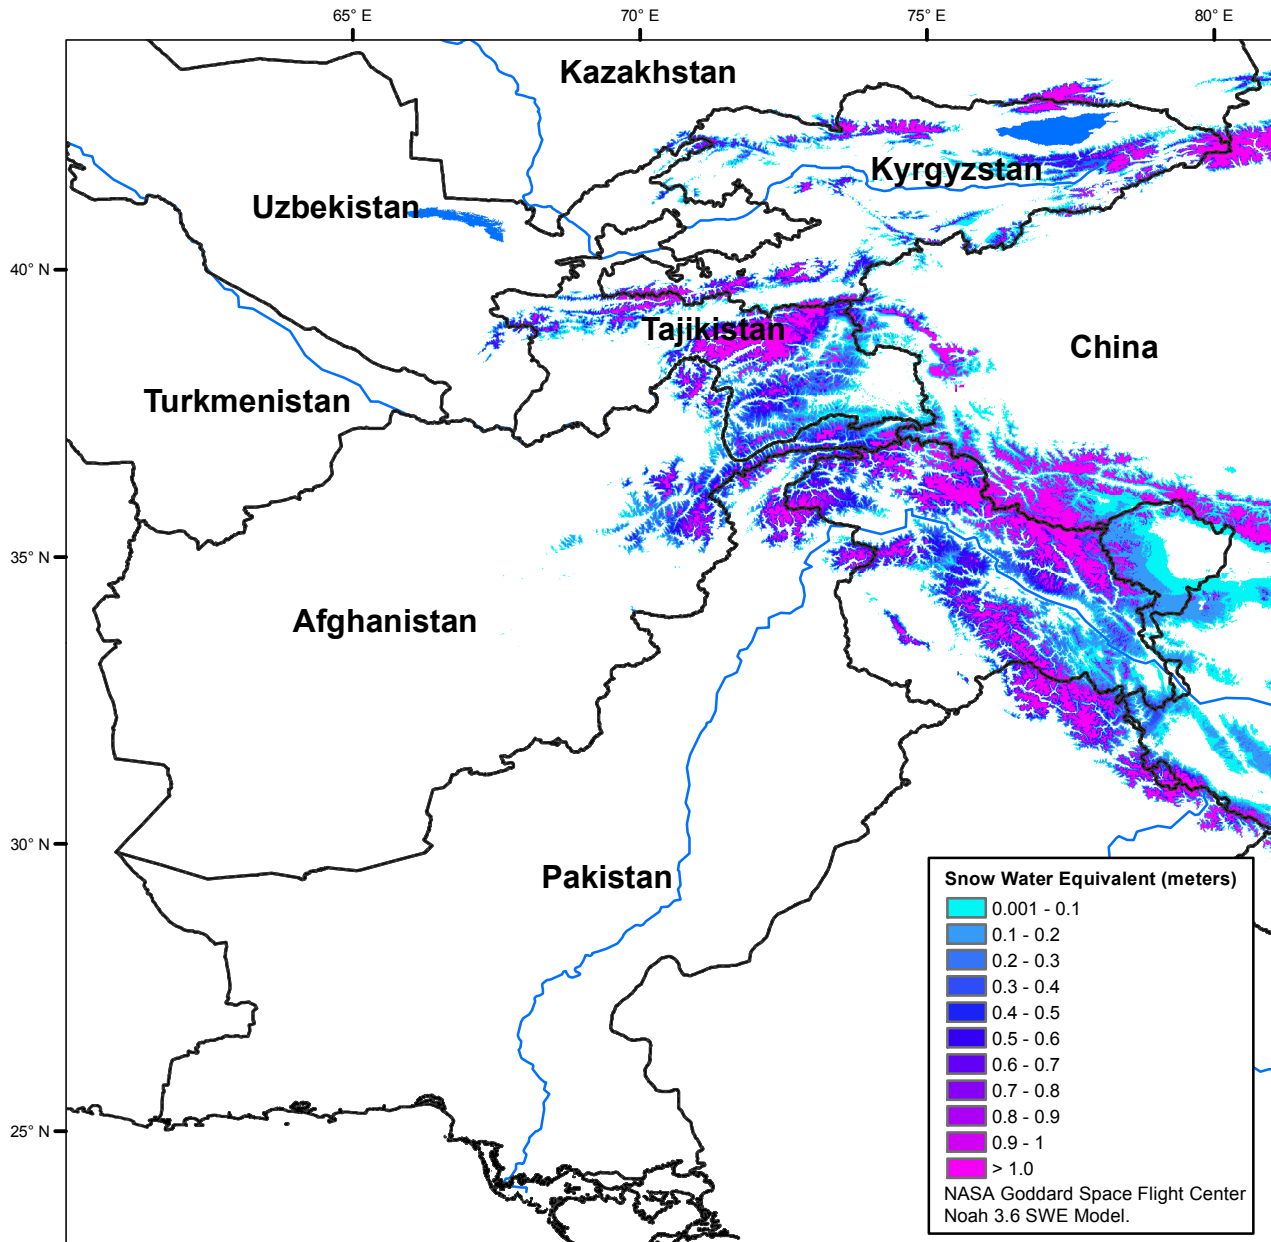 65° E
70° E
75° E
80° E
Kazakhstan
Kyrgyzstan
Uzbekistan
40° N
Tajikistan
China
Turkmenistan
35° N
Afghanistan
30° N
Pakistan
25° N
Snow Water Equivalent (meters)
0.001 - 0.1
0.1 - 0.2
0.2 - 0.3
0.3 - 0.4
0.4 - 0.5
0.5 - 0.6
0.6 - 0.7
0.7 - 0.8
0.8 - 0.9
0.9 - 1
> 1.0
NASA Goddard Space Flight Center
Noah 3.6 SWE Model.